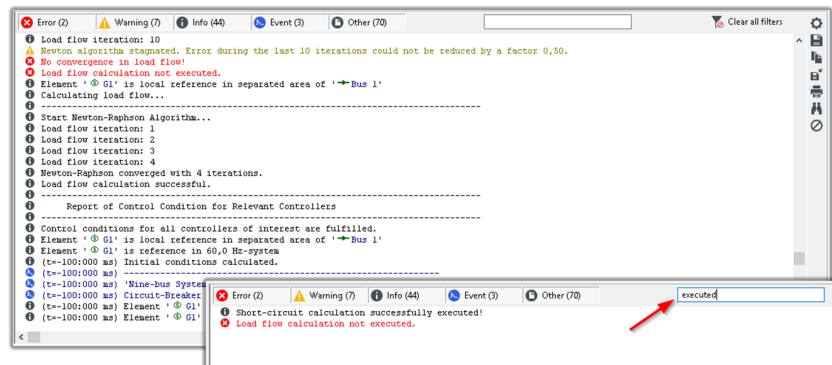 Error (2) Warning (7) Info (44) Event (3) Other (70) Clear all filters
Load flow iteration: 10
Newton algorithm stagnated. Error during the last 10 iterations could not be reduced by a factor 0,50.
No convergence in load flow!
Load flow calculation not executed.
Element ' G1' is local reference in separated area of ' Bus 1'
Calculating load flow...
--------------------------------------------------------------------------------
Start Newton-Raphson Algorithm...
Load flow iteration: 1
Load flow iteration: 2
Load flow iteration: 3
Load flow iteration: 4
Newton-Raphson converged with 4 iterations.
Load flow calculation successful.
--------------------------------------------------------------------------------
Report of Control Condition for Relevant Controllers
--------------------------------------------------------------------------------
Control conditions for all controllers of interest are fulfilled.
Element ' G1' is local reference in separated area of ' Bus 1'
Element ' G1' is reference in 60,0 Hz-system
(t=-100:000 ms) Initial conditions calculated.
(t=-100:000 ms) ---------------------------------------------------------
(t=-100:000 ms) 'Nine-bus System
(t=-100:000 ms) Circuit-Breaker
(t=-100:000 ms) Element ' G1'
(t=-100:000 ms) Element ' G1'
Error (2) Warning (7) Info (44) Event (3) Other (70) executed
Short-circuit calculation successfully executed!
Load flow calculation not executed.